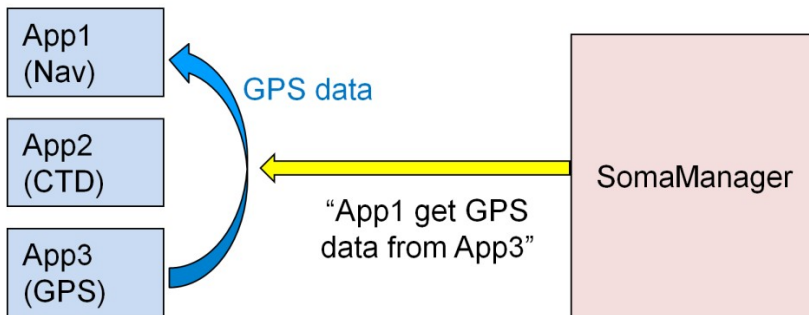 App1
(Nav)
GPS data
App2
(CTD)
App3
(GPS)
“App1 get GPS
data from App3”
SomaManager